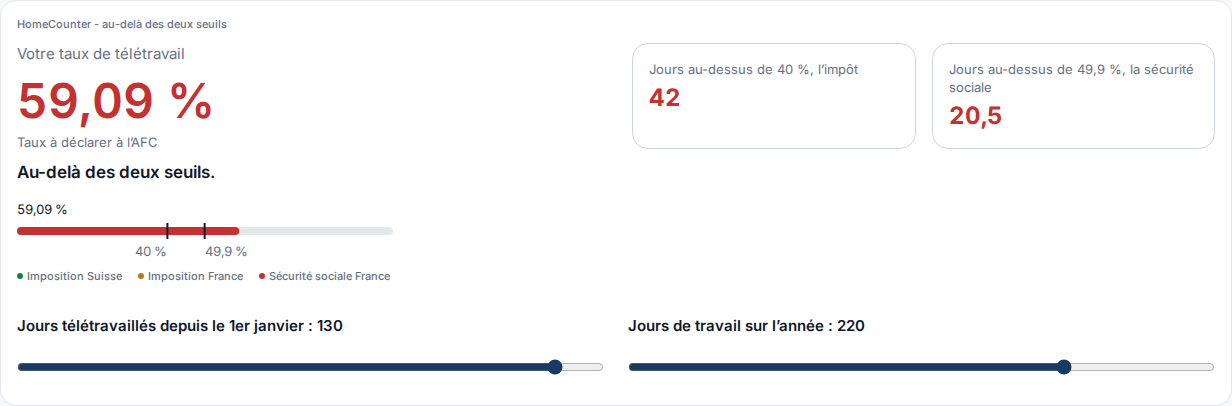 HomeCounter - au-delà des deux seuils
Votre taux de télétravail
59,09 %
Taux à déclarer à l’AFC
Au-delà des deux seuils.
Jours au-dessus de 40 %, l’impôt
42
Jours au-dessus de 49,9 %, la sécurité
sociale
20,5
59,09 %
40 %
49,9 %
Imposition Suisse
Imposition France
Sécurité sociale France
Jours télétravaillés depuis le 1er janvier : 130
Jours de travail sur l’année : 220